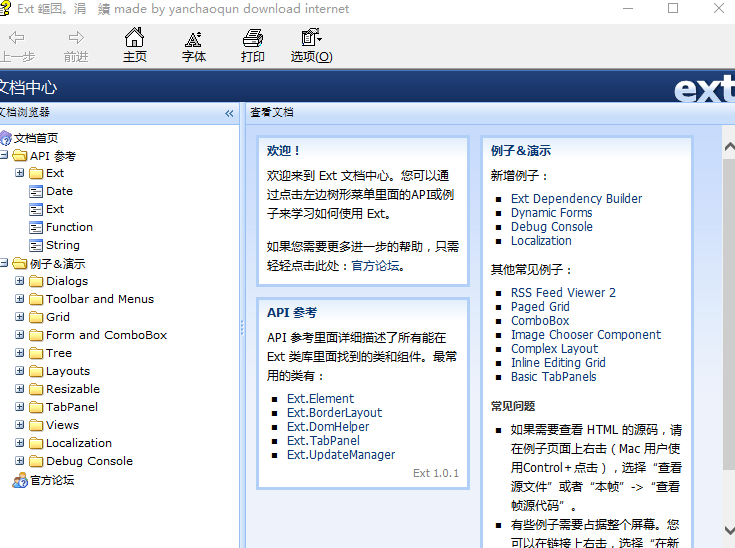 Ext 鏂囨。涓 繢 made by yanchaoqun download internet
上一步
前进
主页
字体
打印
选项(O)
文档中心
ext
文档浏览器
«
文档首页
API 参考
Ext
Date
Ext
Function
String
例子&演示
Dialogs
Toolbar and Menus
Grid
Form and ComboBox
Tree
Layouts
Resizable
TabPanel
Views
Localization
Debug Console
官方论坛
查看文档
欢迎！
欢迎来到 Ext 文档中心。您可以通
过点击左边树形菜单里面的API或例
子来学习如何使用 Ext。
如果您需要更多进一步的帮助，只需
轻轻点击此处：官方论坛。
API 参考
API 参考里面详细描述了所有能在
Ext 类库里面找到的类和组件。最常
用的类有：
Ext.Element
Ext.BorderLayout
Ext.DomHelper
Ext.TabPanel
Ext.UpdateManager
Ext 1.0.1
例子&演示
新增例子：
Ext Dependency Builder
Dynamic Forms
Debug Console
Localization
其他常见例子：
RSS Feed Viewer 2
Paged Grid
ComboBox
Image Chooser Component
Complex Layout
Inline Editing Grid
Basic TabPanels
常见问题
如果需要查看 HTML 的源码，请
在例子页面上右击（Mac 用户使
用Control＋点击），选择“查看
源文件”或者“本帧”->“查看
帧源代码”。
有些例子需要占据整个屏幕。您
可以在链接上右击，选择“在新